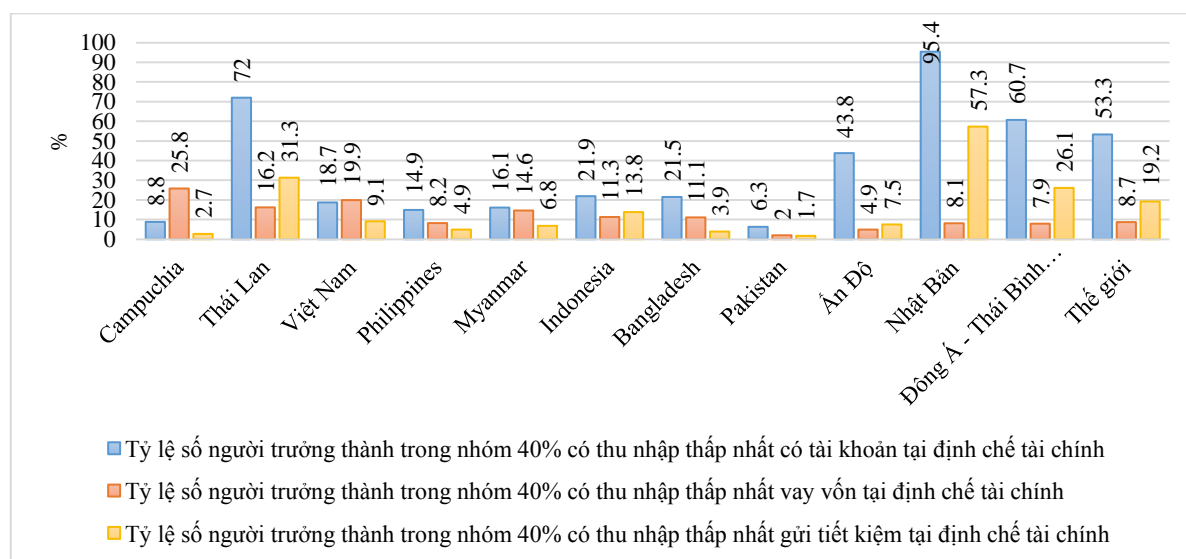 100
90
80
70
60
50
40
30
20
10
0
%
8.8 25.8 2.7
72 16.2 31.3
18.7 19.9 9.1
14.9 8.2 4.9
16.1 14.6 6.8
21.9 11.3 13.8
21.5 11.1 3.9
6.3 2 1.7
43.8 4.9 7.5
95.4 8.1 57.3
60.7 7.9 26.1
53.3 8.7 19.2
Campuchia
Thái Lan
Việt Nam
Philippines
Myanmar
Indonesia
Bangladesh
Pakistan
Ấn Độ
Nhật Bản
Đông Á - Thái Bình…
Thế giới
Tỷ lệ số người trưởng thành trong nhóm 40% có thu nhập thấp nhất có tài khoản tại định chế tài chính
Tỷ lệ số người trưởng thành trong nhóm 40% có thu nhập thấp nhất vay vốn tại định chế tài chính
Tỷ lệ số người trưởng thành trong nhóm 40% có thu nhập thấp nhất gửi tiết kiệm tại định chế tài chính